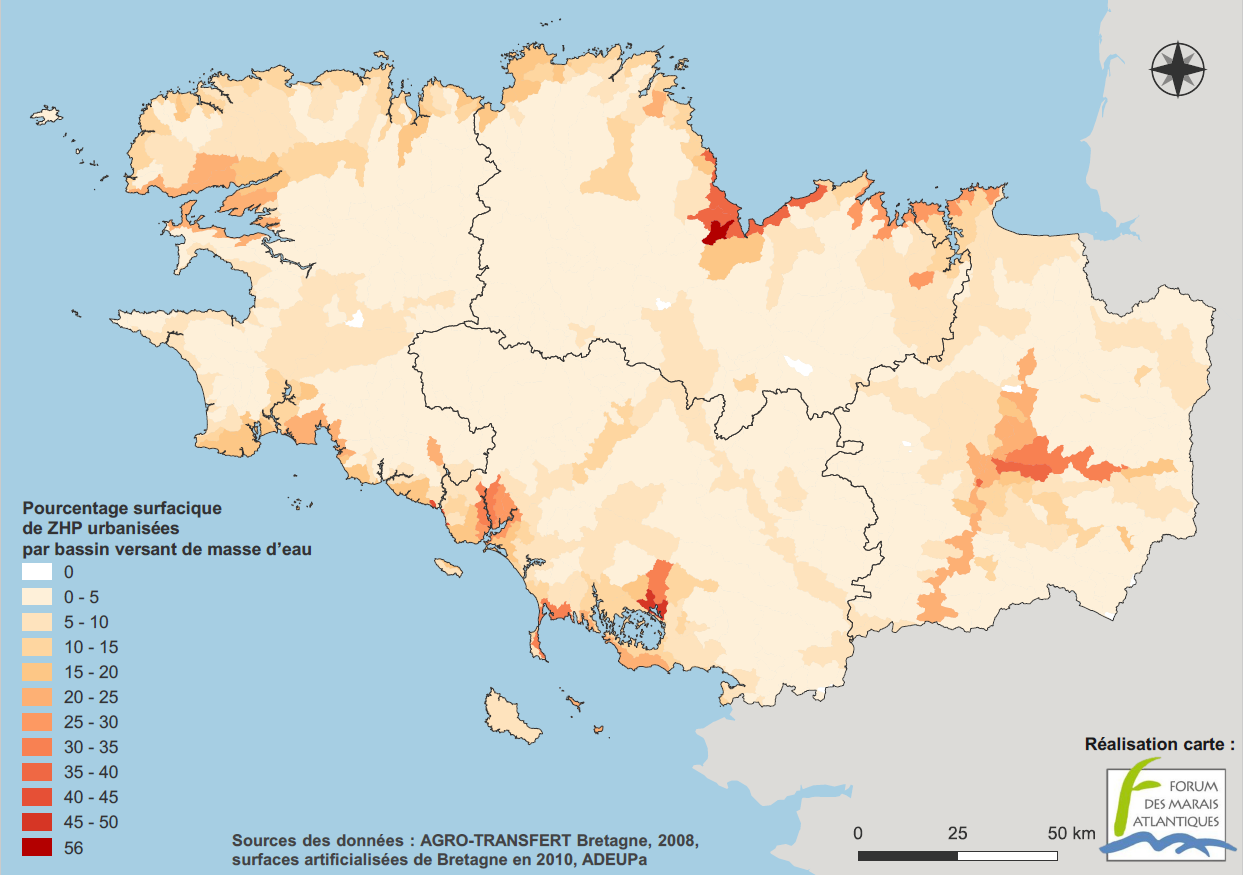 Pourcentage surfacique
de ZHP urbanisées
par bassin versant de masse d'eau
0
0 - 5
5 - 10
10 - 15
15 - 20
20 - 25
25 - 30
30 - 35
35 - 40
40 - 45
45 - 50
56
Sources des données : AGRO-TRANSFERT Bretagne, 2008,
surfaces artificialisées de Bretagne en 2010, ADEUPa
Réalisation carte :
FORUM
DES MARAIS
ATLANTIQUES
0 25 50 km